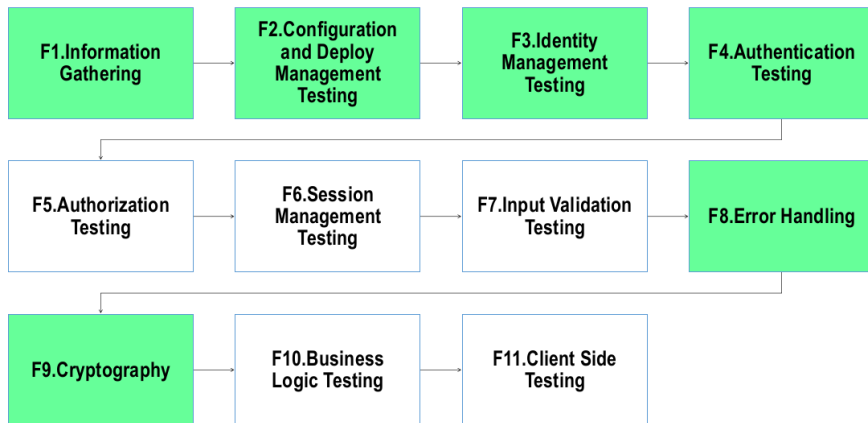 F1.Information
Gathering
F2.Configuration
and Deploy
Management
Testing
F3.Identity
Management
Testing
F4.Authentication
Testing
F5.Authorization
Testing
F6.Session
Management
Testing
F7.Input Validation
Testing
F8.Error Handling
F9.Cryptography
F10.Business
Logic Testing
F11.Client Side
Testing